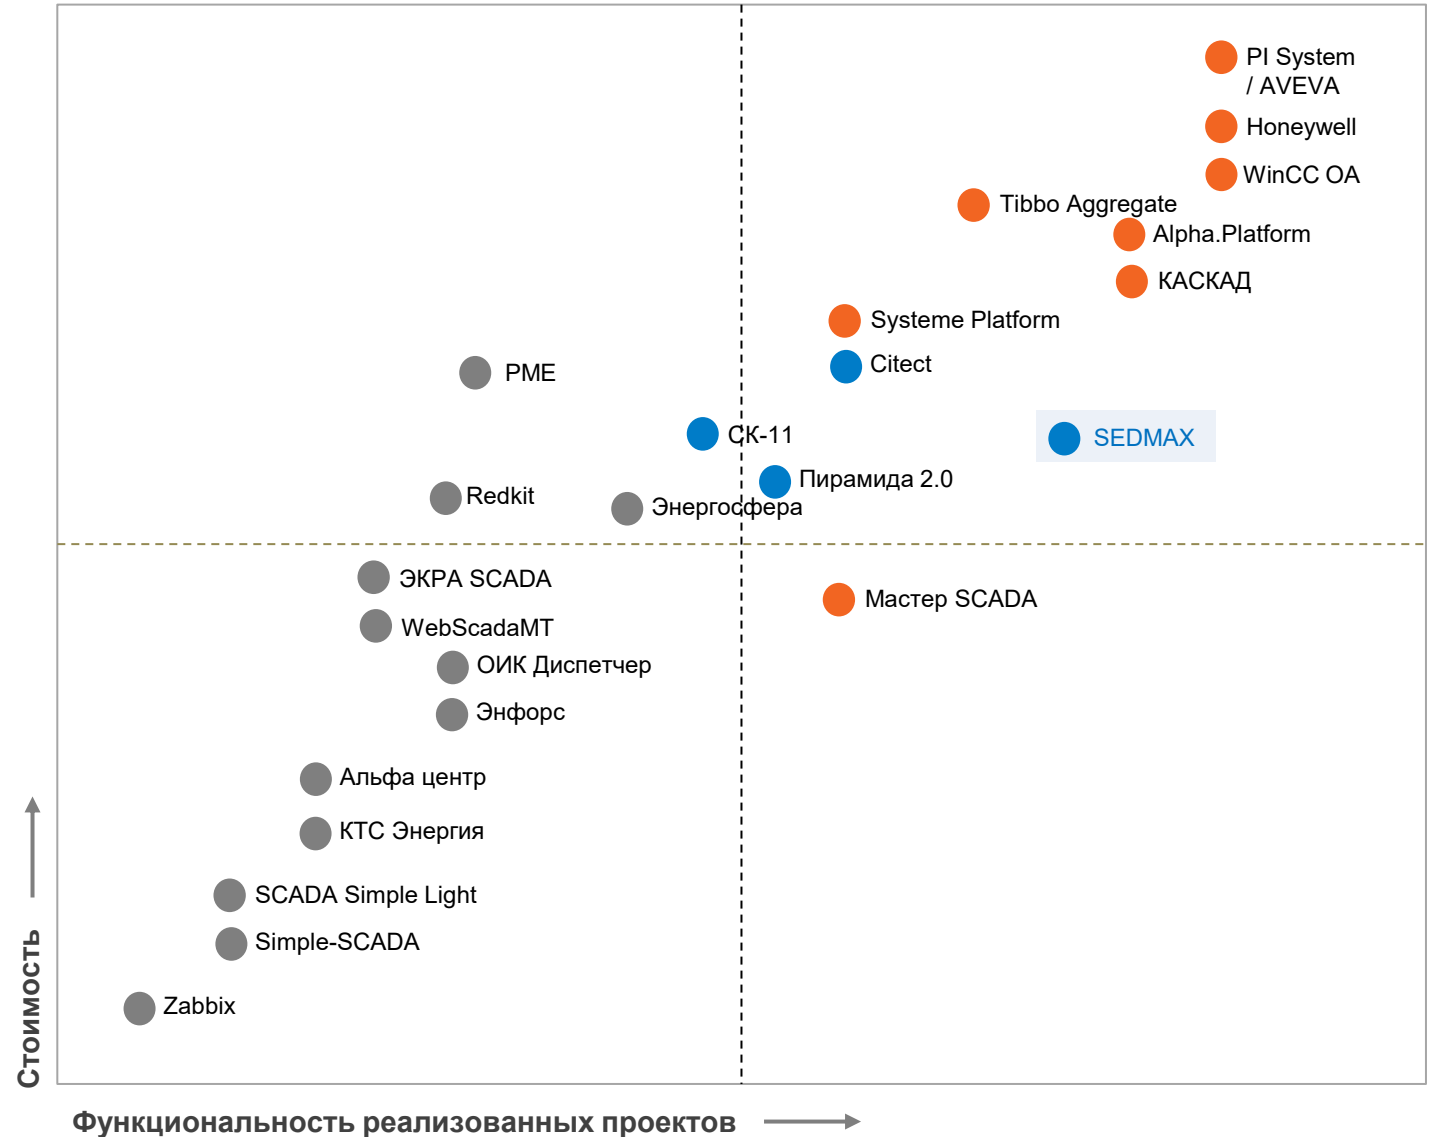 PI System
/ AVEVA
Honeywell
WinCC OA
Tibbo Aggregate
Alpha.Platform
КАСКАД
Systeme Platform
Citect
PME
СК-11
SEDMAX
Пирамида 2.0
Redkit
Энергосфера
ЭКРА SCADA
Мастер SCADA
WebScadaMT
ОИК Диспетчер
Энфорс
Альфа центр
КТС Энергия
SCADA Simple Light
Simple-SCADA
Zabbix
Стоимость
Функциональность реализованных проектов